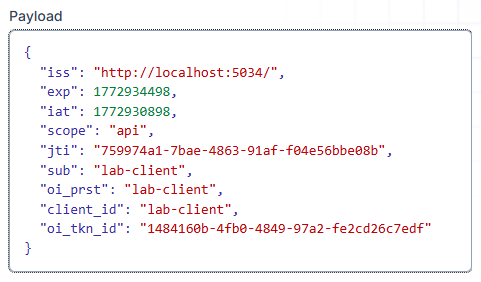 Payload
{
"iss": "http://localhost:5034/",
"exp": 1772934498,
"iat": 1772930898,
"scope": "api",
"jti": "759974a1-7bae-4863-91af-f04e56bbe08b",
"sub": "lab-client",
"oi_prst": "lab-client",
"client_id": "lab-client",
"oi_tkn_id": "1484160b-4fb0-4849-97a2-fe2cd26c7edf"
}